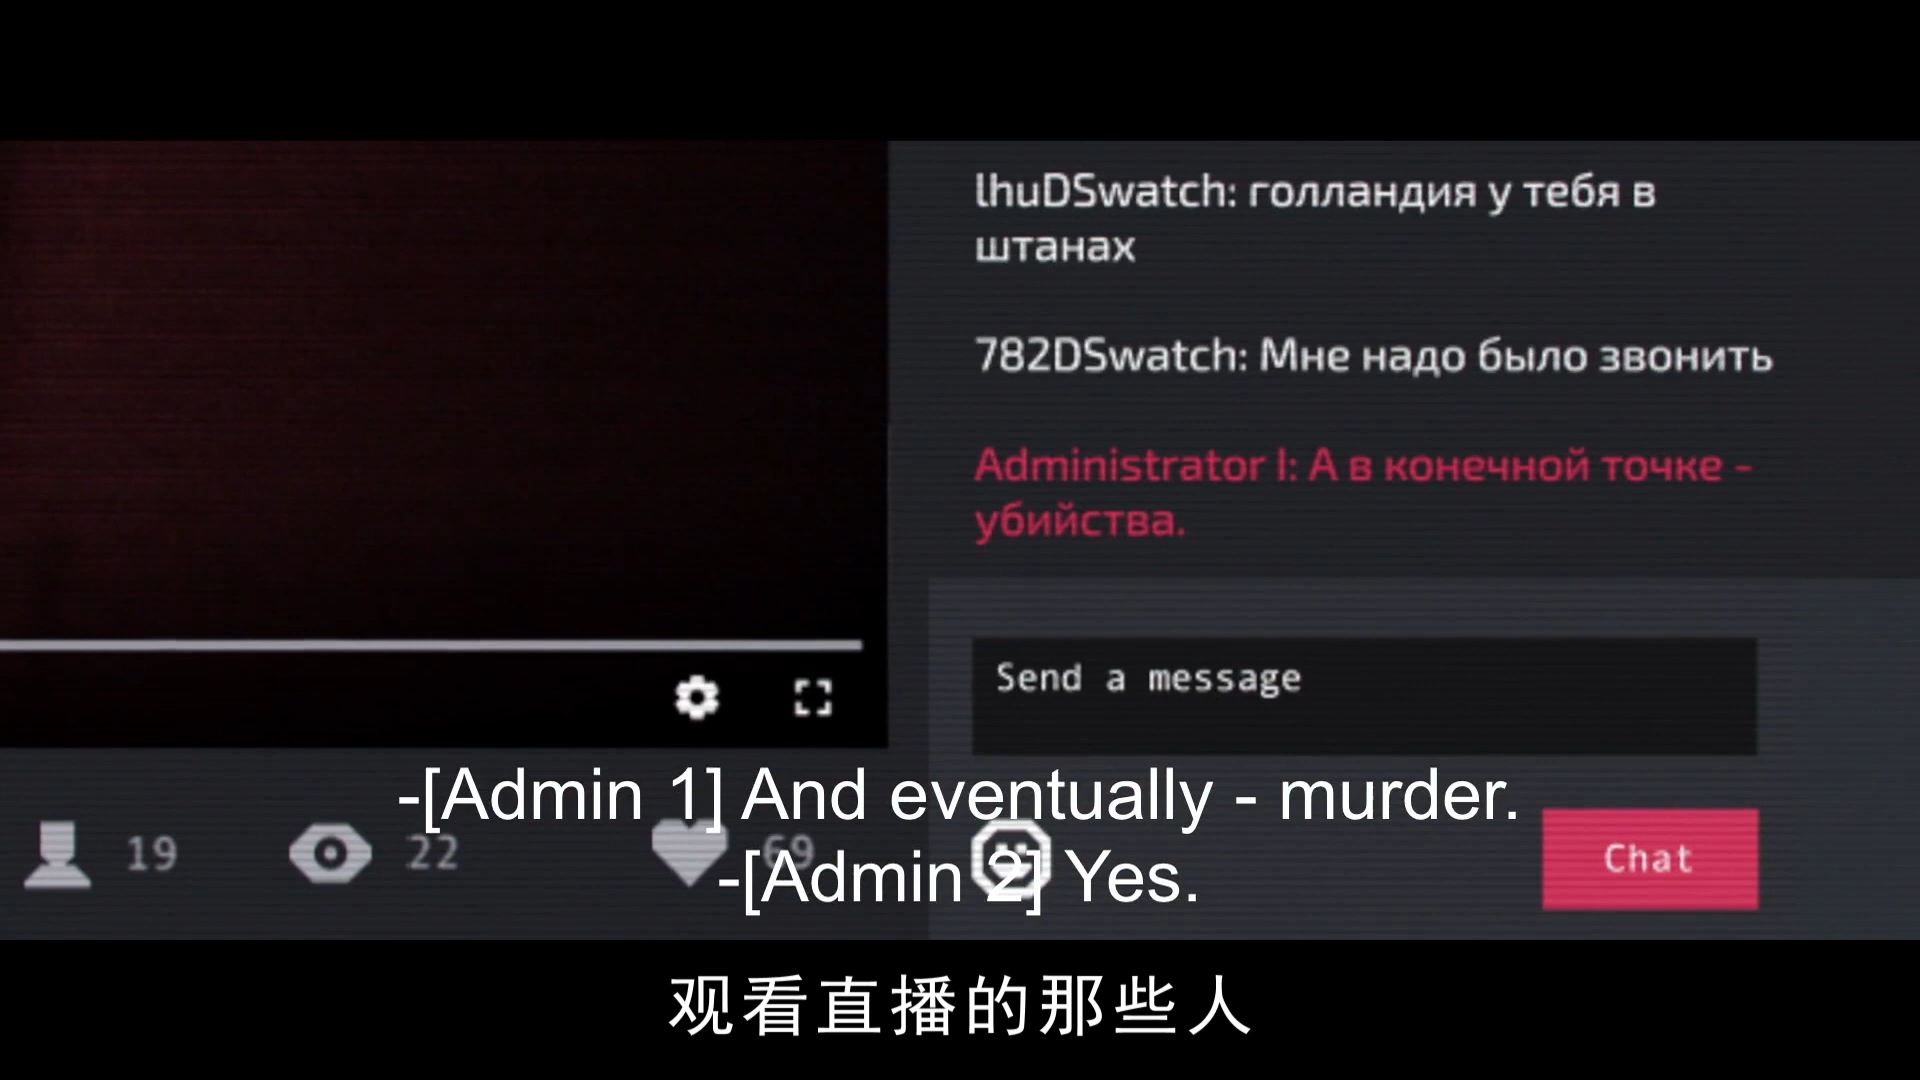 lhuDSwatch: голландия у тебя в
штанах
782DSwatch: Мне надо было звонить
Administrator I: А в конечной точке -
убийства.
Send a message
-[Admin 1] And eventually - murder.
19
22
69
Chat
-[Admin 2] Yes.
观看直播的那些人